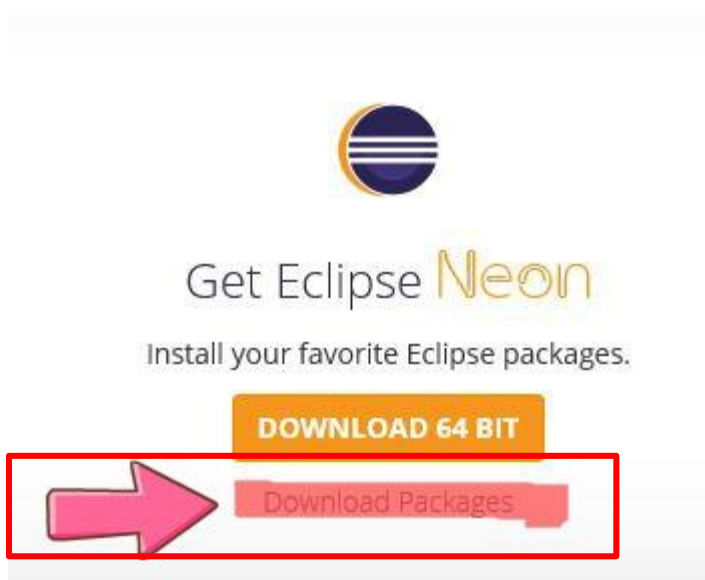 Get Eclipse Neon
Install your favorite Eclipse packages.
DOWNLOAD 64 BIT
Download Packages